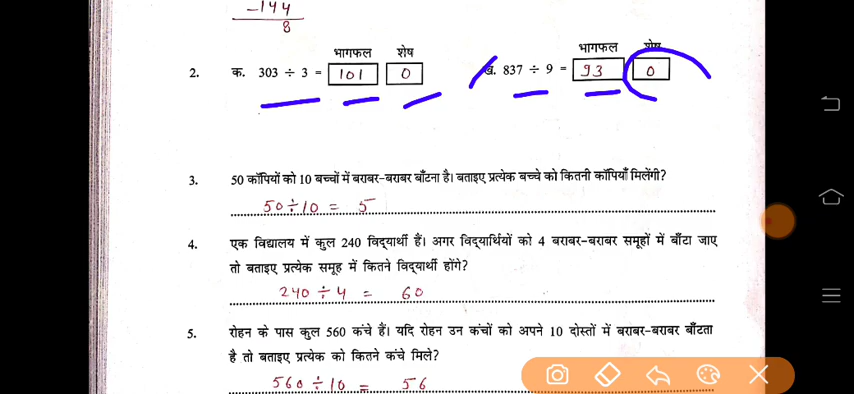 -144
8
भागफल शेष भागफल शेष
2. क. 303 ÷ 3 = 101 0 ख. 837 ÷ 9 = 93 0
3. 50 कॉपियों को 10 बच्चों में बराबर-बराबर बाँटना है। बताइए प्रत्येक बच्चे को कितनी कॉपियाँ मिलेंगी?
50÷10 = 5
4. एक विद्यालय में कुल 240 विद्यार्थी हैं। अगर विद्यार्थियों को 4 बराबर-बराबर समूहों में बाँटा जाए
तो बताइए प्रत्येक समूह में कितने विद्यार्थी होंगे?
240÷4 = 60
5. रोहन के पास कुल 560 कंचे हैं। यदि रोहन उन कंचों को अपने 10 दोस्तों में बराबर-बराबर बाँटता
है तो बताइए प्रत्येक को कितने कंचे मिले?
560÷10 = 56